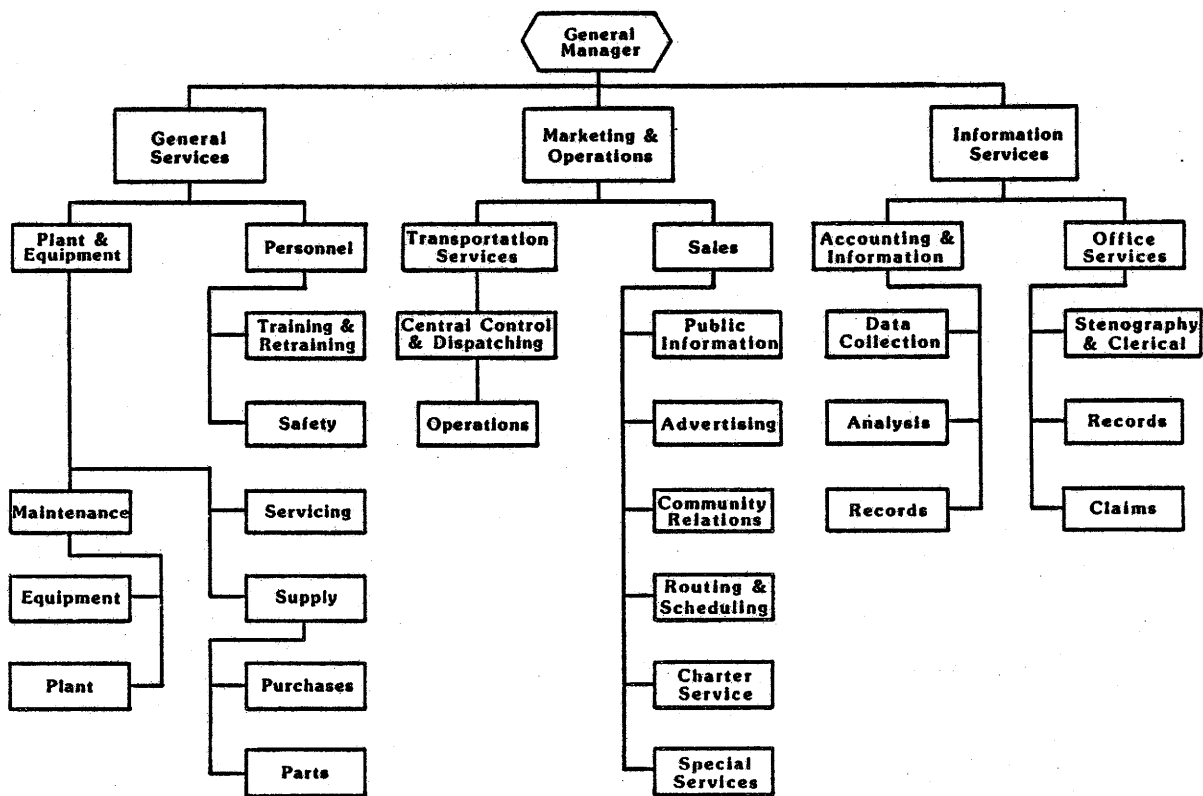 General
Manager
General
Services
Marketing &
Operations
Information
Services
Plant &
Equipment
Personnel
Transportation
Services
Sales
Accounting &
Information
Office
Services
Training &
Retraining
Central Control
& Dispatching
Public
Information
Data
Collection
Stenography
& Clerical
Safety
Operations
Advertising
Analysis
Records
Maintenance
Servicing
Community
Relations
Records
Claims
Equipment
Supply
Routing &
Scheduling
Plant
Purchases
Charter
Service
Parts
Special
Services